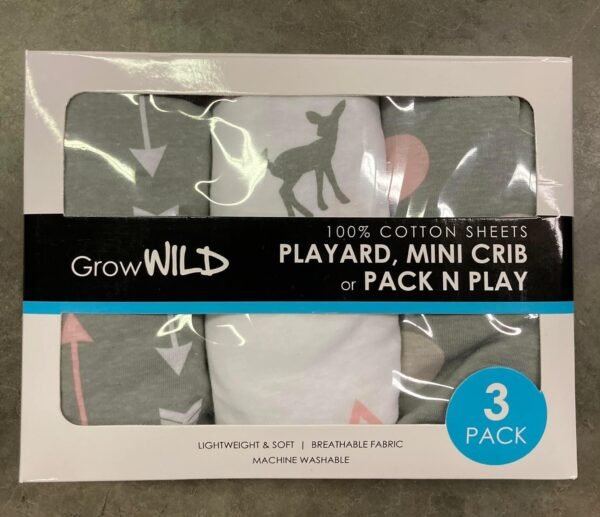 100% COTTON SHEETS
GrowWILD
PLAYARD, MINI CRIB
or PACK N PLAY
3
PACK
LIGHTWEIGHT & SOFT | BREATHABLE FABRIC
MACHINE WASHABLE